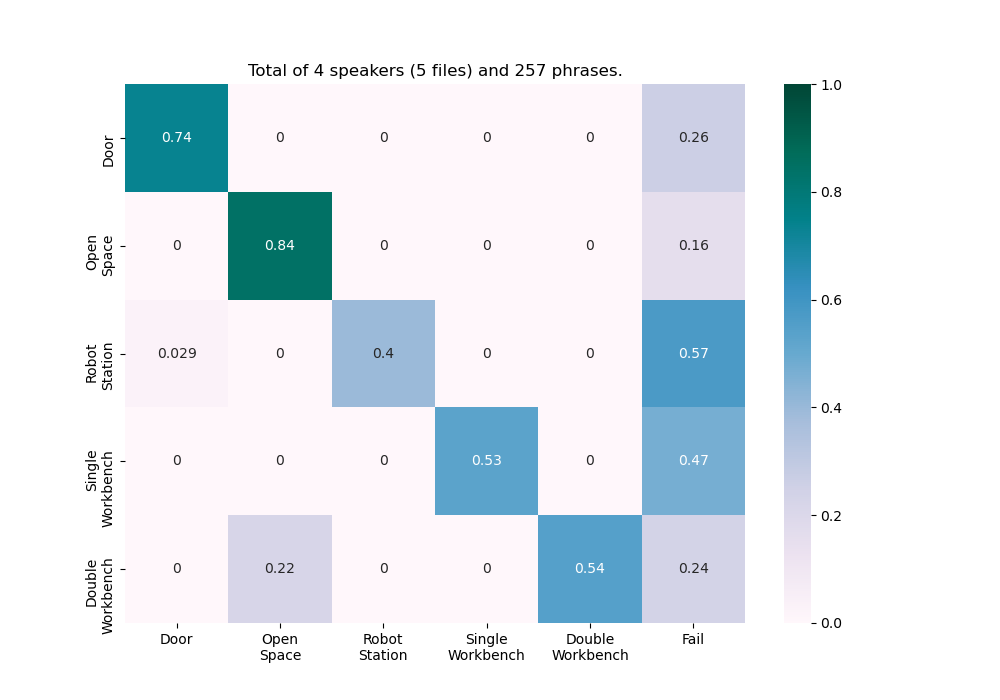 Total of 4 speakers (5 files) and 257 phrases.
Door
0.74
0
0
0
0
0.26
Open
Space
0
0.84
0
0
0
0.16
Robot
Station
0.029
0
0.4
0
0
0.57
Single
Workbench
0
0
0
0.53
0
0.47
Double
Workbench
0
0.22
0
0
0.54
0.24
Door
Open
Space
Robot
Station
Single
Workbench
Double
Workbench
Fail
1.0
0.8
0.6
0.4
0.2
0.0